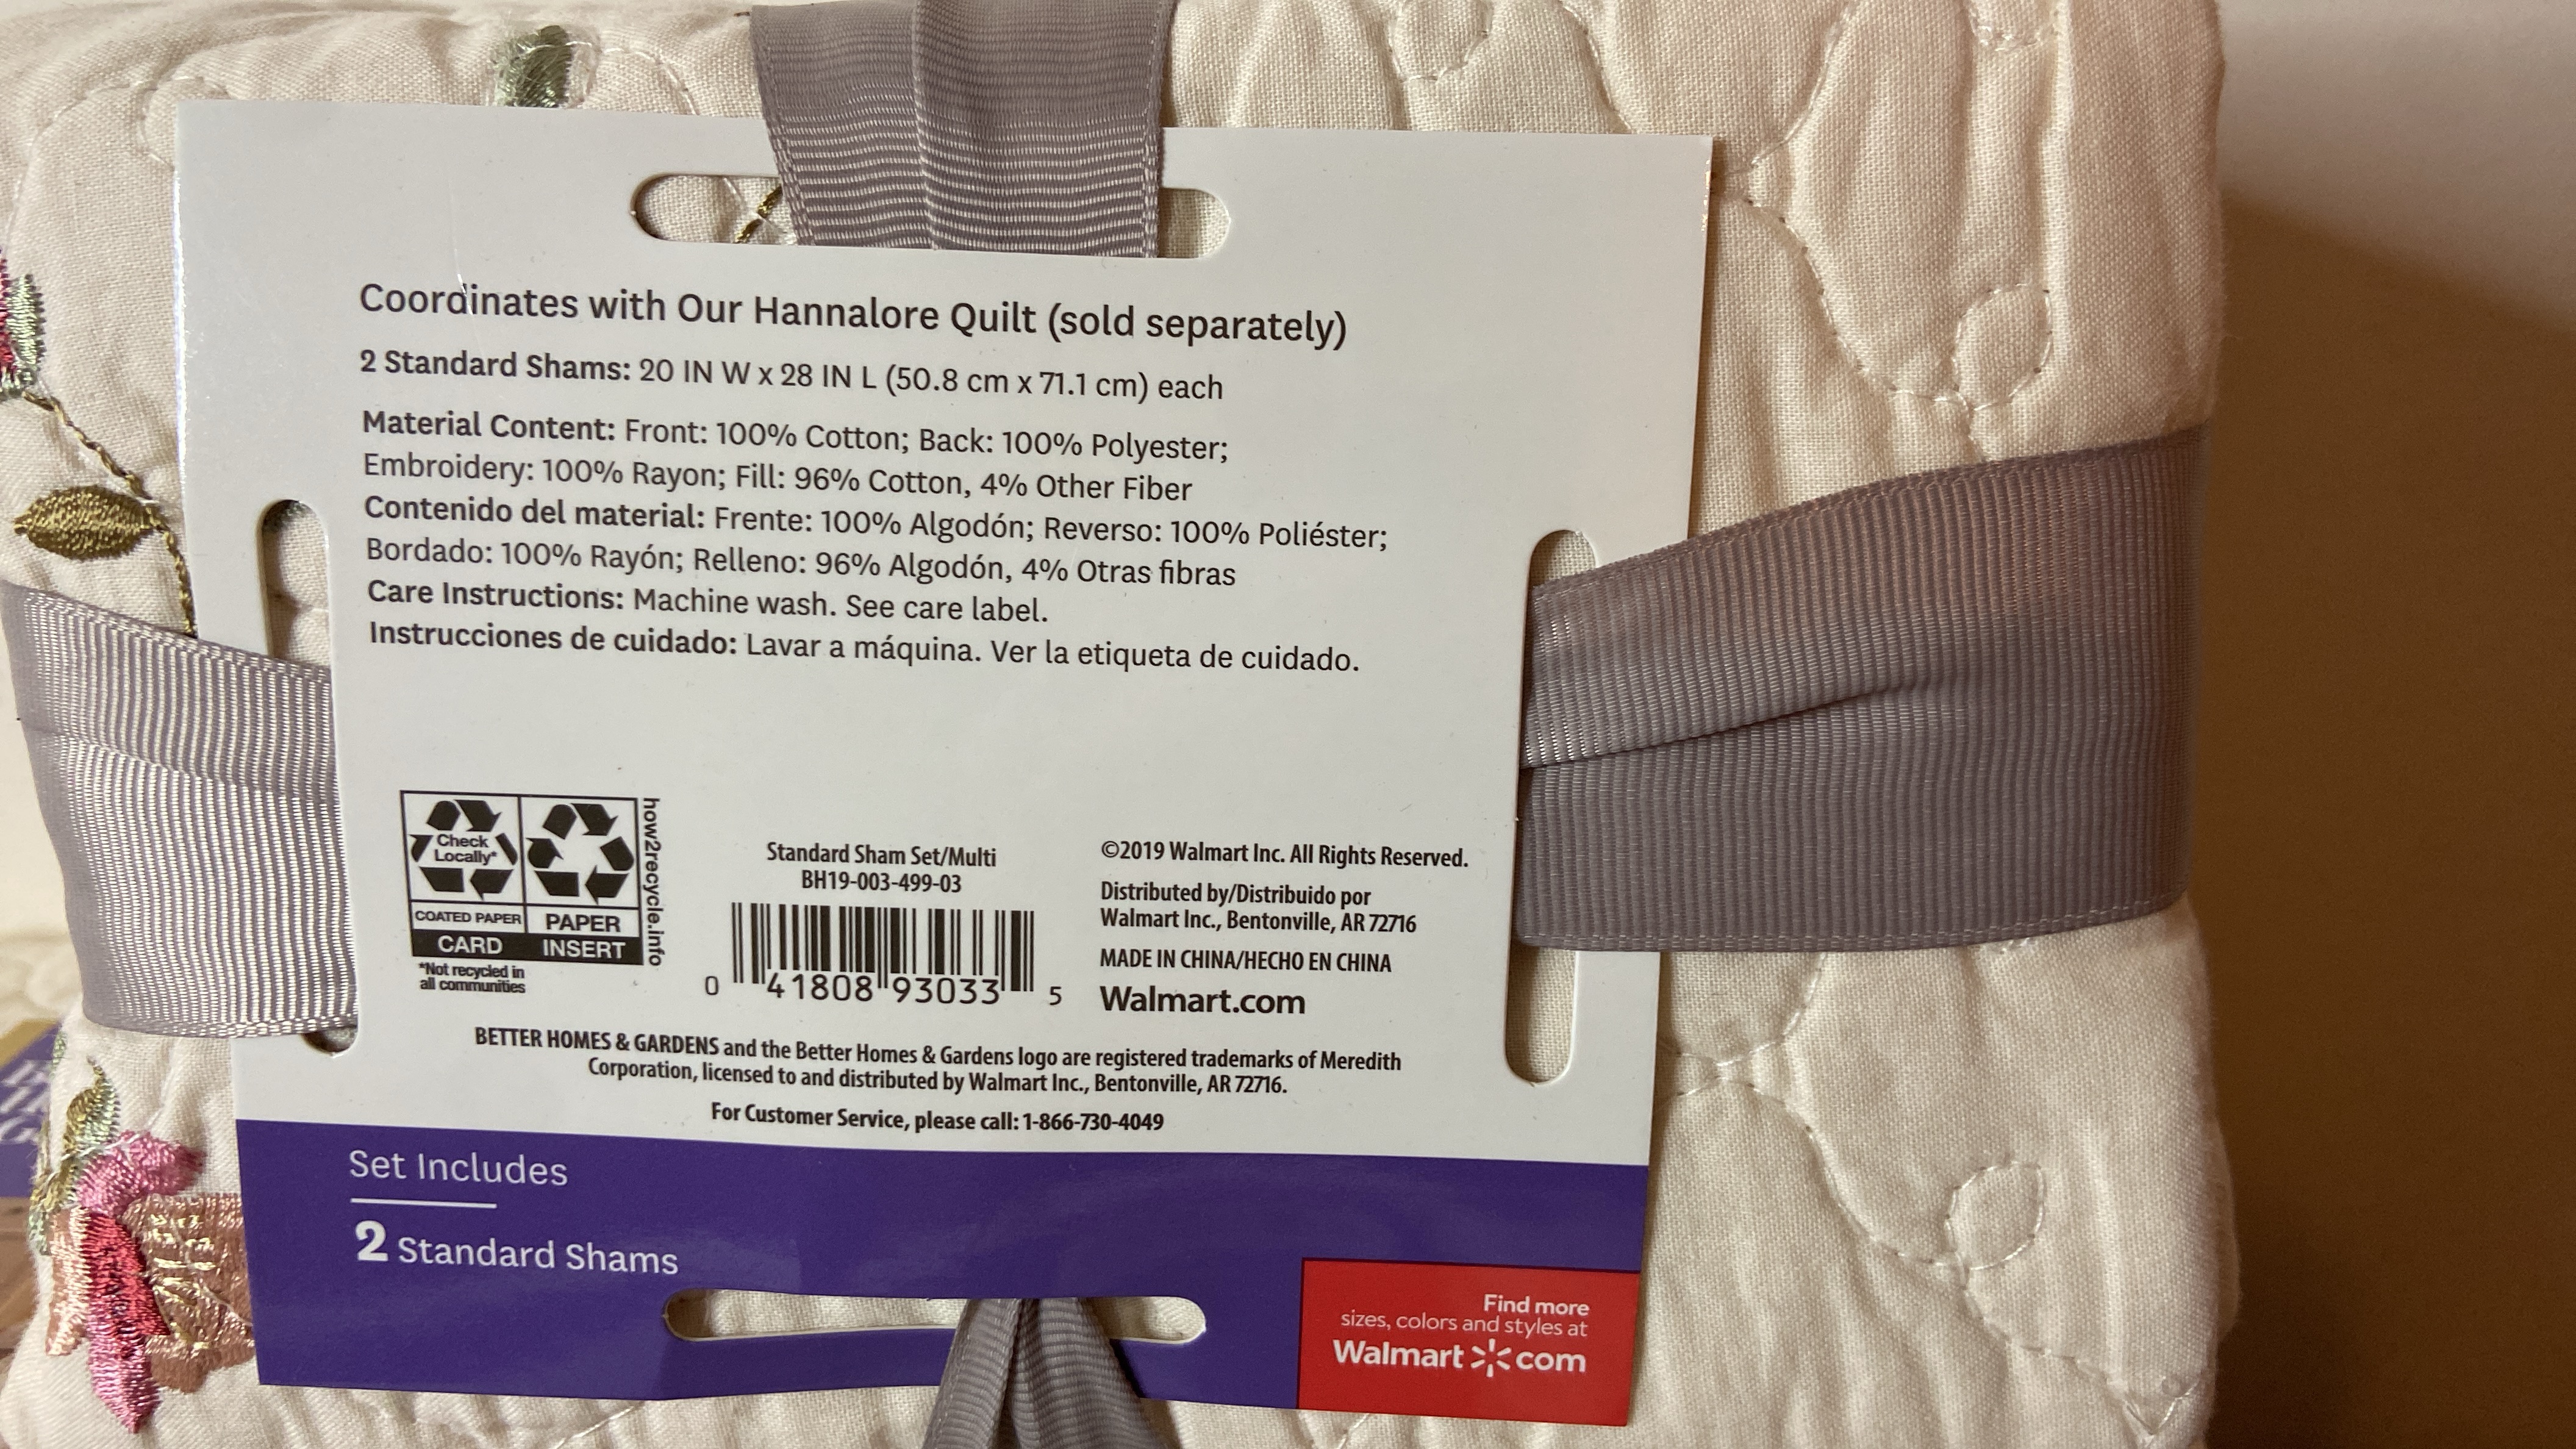 Coordinates with Our Hannalore Quilt (sold separately)
2 Standard Shams: 20 IN W x 28 IN L (50.8 cm x 71.1 cm) each
Material Content: Front: 100% Cotton; Back: 100% Polyester;
Embroidery: 100% Rayon; Fill: 96% Cotton, 4% Other Fiber
Contenido del material: Frente: 100% Algodón; Reverso: 100% Poliéster;
Bordado: 100% Rayón; Relleno: 96% Algodón, 4% Otras fibras
Care Instructions: Machine wash. See care label.
Instrucciones de cuidado: Lavar a máquina. Ver la etiqueta de cuidado.
Check
Locally*
COATED PAPER
CARD
PAPER
INSERT
how2recycle.info
*Not recycled in
all communities
Standard Sham Set/Multi
BH19-003-499-03
0 41808 93033 5
©2019 Walmart Inc. All Rights Reserved.
Distributed by/Distribuido por
Walmart Inc., Bentonville, AR 72716
MADE IN CHINA/HECHO EN CHINA
Walmart.com
BETTER HOMES & GARDENS and the Better Homes & Gardens logo are registered trademarks of Meredith
Corporation, licensed to and distributed by Walmart Inc., Bentonville, AR 72716.
For Customer Service, please call: 1-866-730-4049
Set Includes
2 Standard Shams
Find more
sizes, colors and styles at
Walmart com